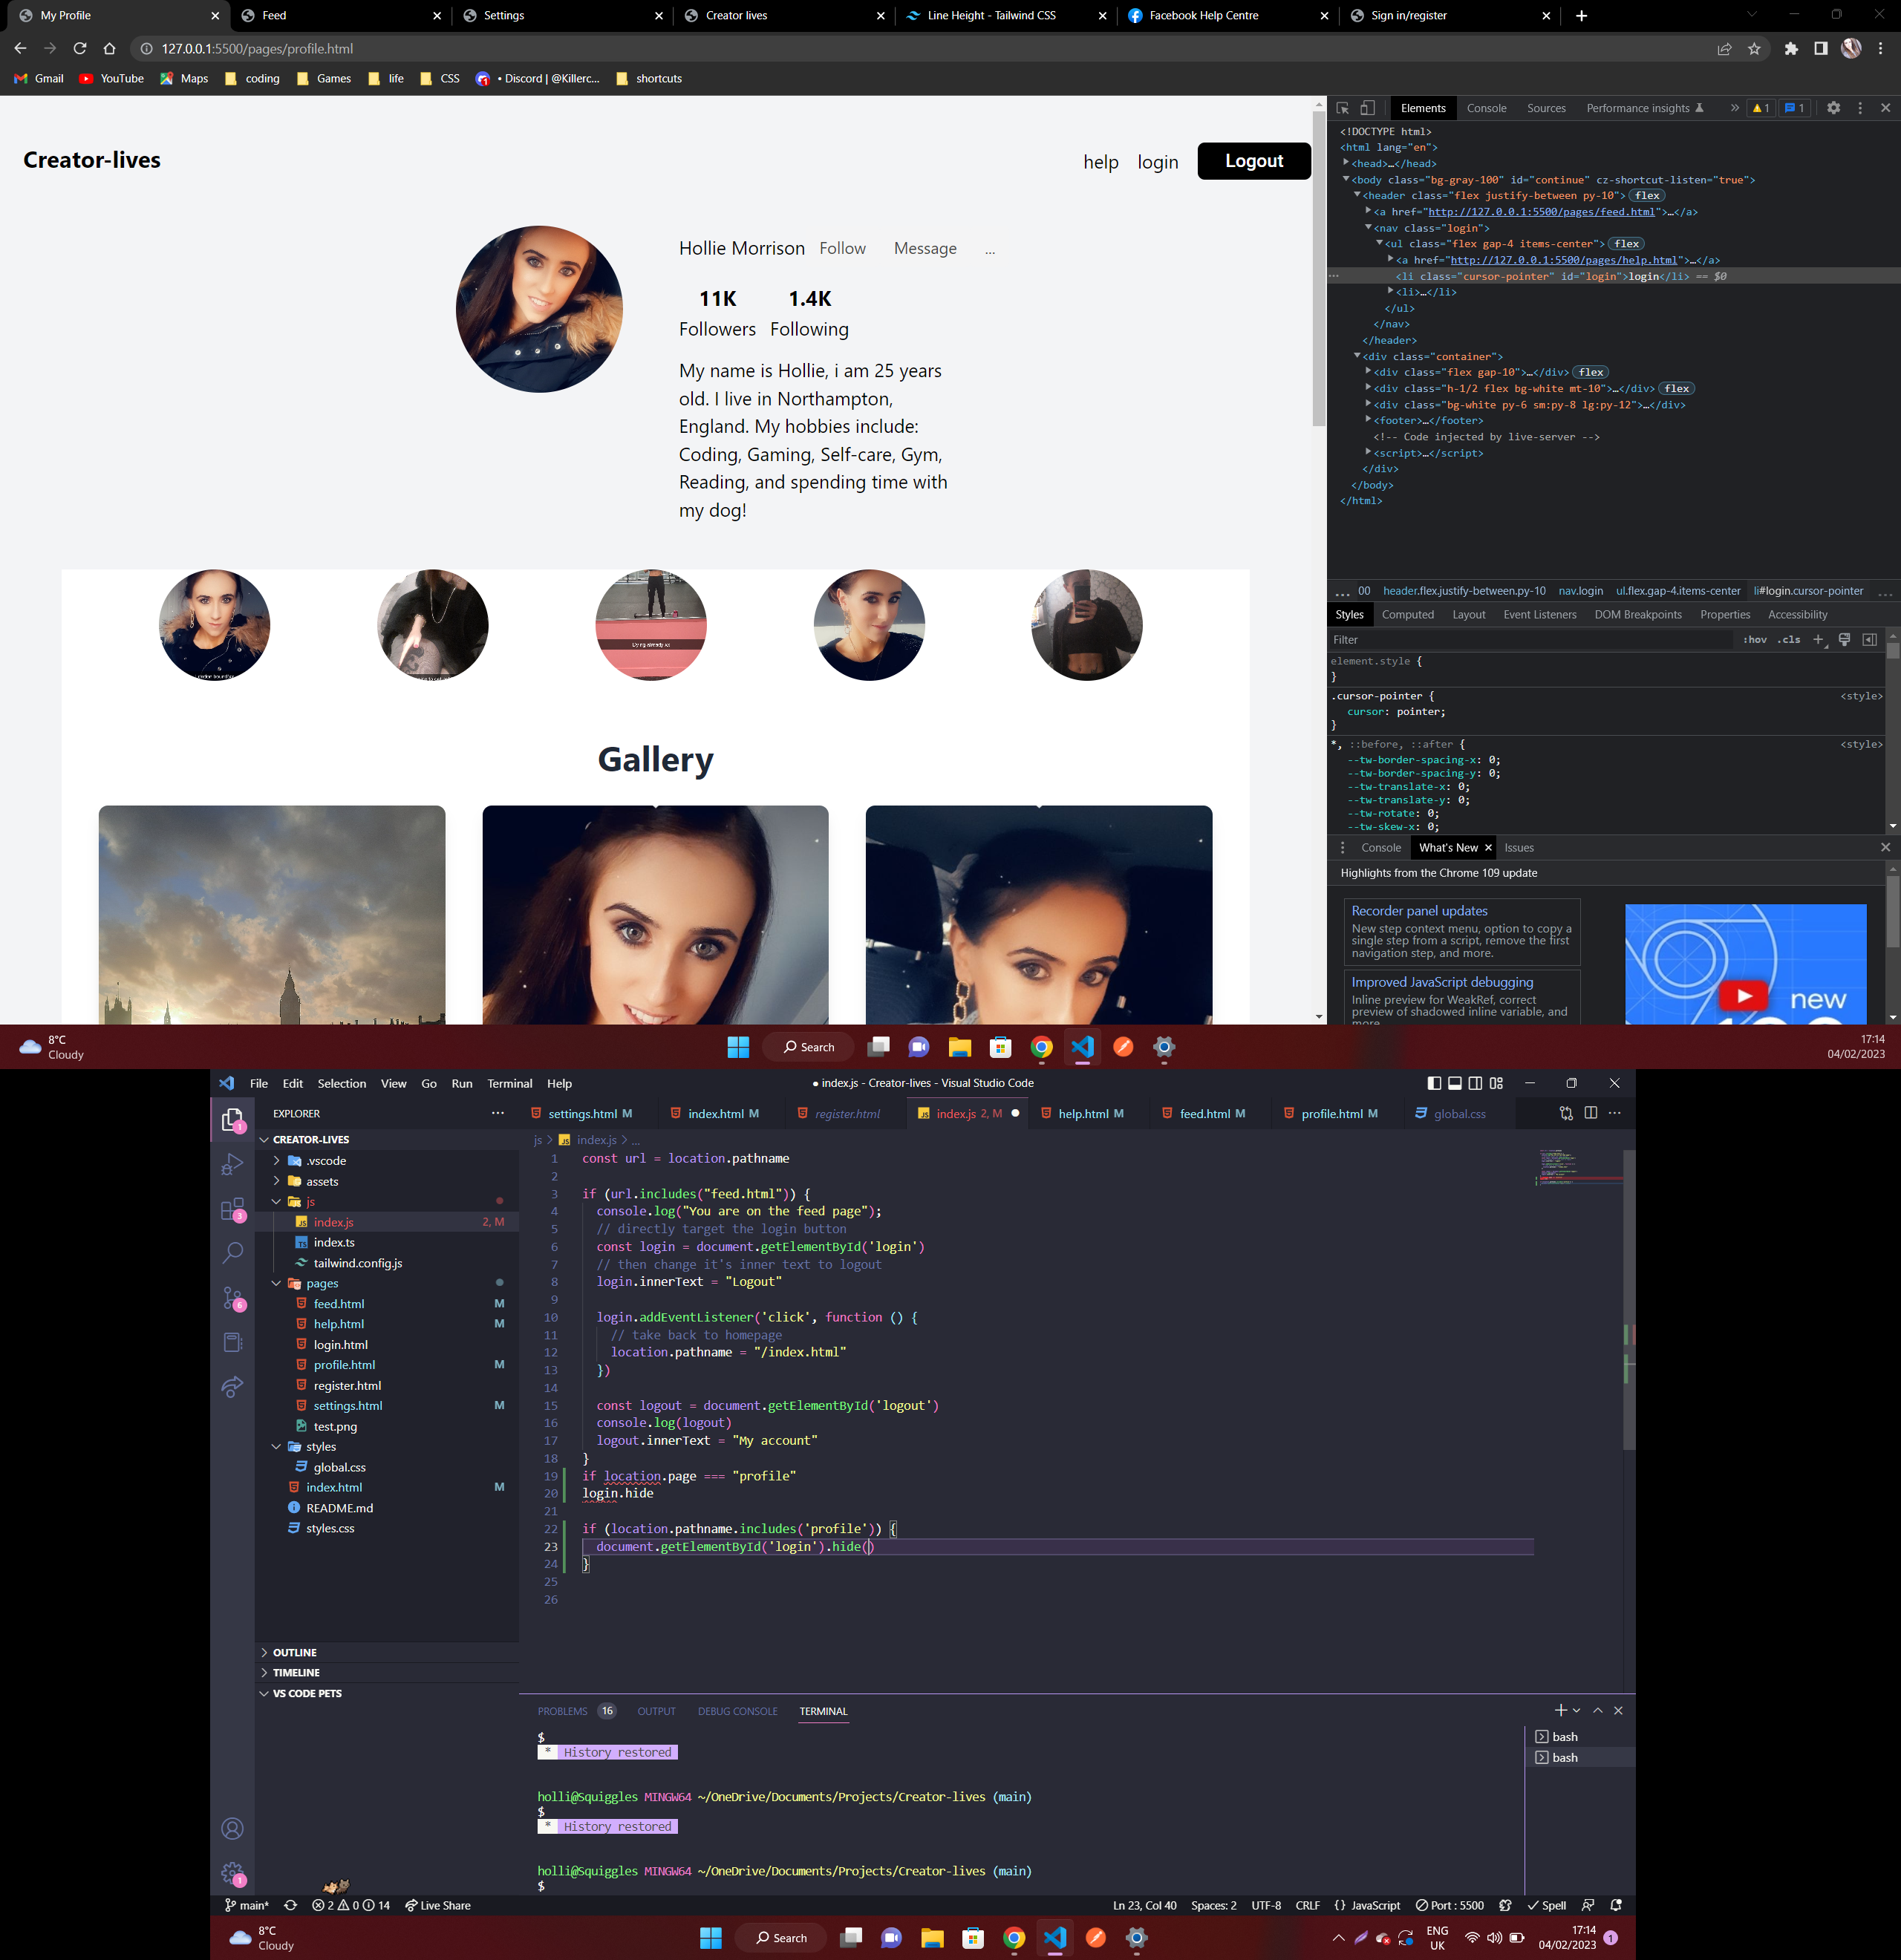 My Profile
Feed
Settings
Creator lives
Line Height - Tailwind CSS
Facebook Help Centre
Sign in/register
127.0.0.1:5500/pages/profile.html
Gmail
YouTube
Maps
coding
Games
life
CSS
• Discord | @Killerc...
shortcuts
Creator-lives
help
login
Logout
Hollie Morrison
Follow
Message
...
11K
1.4K
Followers
Following
My name is Hollie, i am 25 years
old. I live in Northampton,
England. My hobbies include:
Coding, Gaming, Self-care, Gym,
Reading, and spending time with
my dog!
Gallery
Elements
Console
Sources
Performance insights
»
1
1
<!DOCTYPE html>
<html lang="en">
<head>…</head>
<body class="bg-gray-100" id="continue" cz-shortcut-listen="true">
<header class="flex justify-between py-10"> flex
<a href="http://127.0.0.1:5500/pages/feed.html">…</a>
<nav class="login">
<ul class="flex gap-4 items-center"> flex
<a href="http://127.0.0.1:5500/pages/help.html">…</a>
<li class="cursor-pointer" id="login">login</li> == $0
<li>…</li>
</ul>
</nav>
</header>
<div class="container">
<div class="flex gap-10">…</div> flex
<div class="h-1/2 flex bg-white mt-10">…</div> flex
<div class="bg-white py-6 sm:py-8 lg:py-12">…</div>
<footer>…</footer>
<!-- Code injected by live-server -->
<script>…</script>
</div>
</body>
</html>
... 00 header.flex.justify-between.py-10 nav.login ul.flex.gap-4.items-center li#login.cursor-pointer ...
Styles
Computed
Layout
Event Listeners
DOM Breakpoints
Properties
Accessibility
Filter
:hov .cls +
element.style {
}
.cursor-pointer { <style>
cursor: pointer;
}
*, ::before, ::after { <style>
--tw-border-spacing-x: 0;
--tw-border-spacing-y: 0;
--tw-translate-x: 0;
--tw-translate-y: 0;
--tw-rotate: 0;
--tw-skew-x: 0;
Console
What's New
Issues
Highlights from the Chrome 109 update
Recorder panel updates
New step context menu, option to copy a
single step from a script, remove the first
navigation step, and more.
Improved JavaScript debugging
Inline preview for WeakRef, correct
preview of shadowed inline variable, and
more
new
8°C
Cloudy
Search
17:14
04/02/2023
File Edit Selection View Go Run Terminal Help
● index.js - Creator-lives - Visual Studio Code
EXPLORER
CREATOR-LIVES
.vscode
assets
js
index.js 2, M
index.ts
tailwind.config.js
pages
feed.html M
help.html M
login.html
profile.html M
register.html
settings.html M
test.png
styles
global.css
index.html M
README.md
styles.css
OUTLINE
TIMELINE
VS CODE PETS
1
3
6
1
settings.html M
index.html M
register.html
index.js 2, M
help.html M
feed.html M
profile.html M
global.css
js > index.js > ...
1 const url = location.pathname
2
3 if (url.includes("feed.html")) {
4 console.log("You are on the feed page");
5 // directly target the login button
6 const login = document.getElementById('login')
7 // then change it's inner text to logout
8 login.innerText = "Logout"
9
10 login.addEventListener('click', function () {
11 // take back to homepage
12 location.pathname = "/index.html"
13 })
14
15 const logout = document.getElementById('logout')
16 console.log(logout)
17 logout.innerText = "My account"
18 }
19 if location.page === "profile"
20 login.hide
21
22 if (location.pathname.includes('profile')) {
23 document.getElementById('login').hide()
24 }
25
26
PROBLEMS 16
OUTPUT
DEBUG CONSOLE
TERMINAL
$
* History restored
holli@Squiggles MINGW64 ~/OneDrive/Documents/Projects/Creator-lives (main)
$
* History restored
holli@Squiggles MINGW64 ~/OneDrive/Documents/Projects/Creator-lives (main)
$
bash
bash
main*
2 0 14
Live Share
Ln 23, Col 40
Spaces: 2
UTF-8
CRLF
{} JavaScript
Port : 5500
Spell
8°C
Cloudy
Search
ENG
UK
17:14
04/02/2023
1